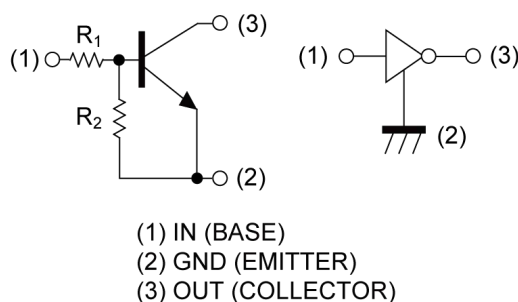 (3)
R1
(1)
R2
(2)
(1)
(3)
(2)
(1) IN (BASE)
(2) GND (EMITTER)
(3) OUT (COLLECTOR)